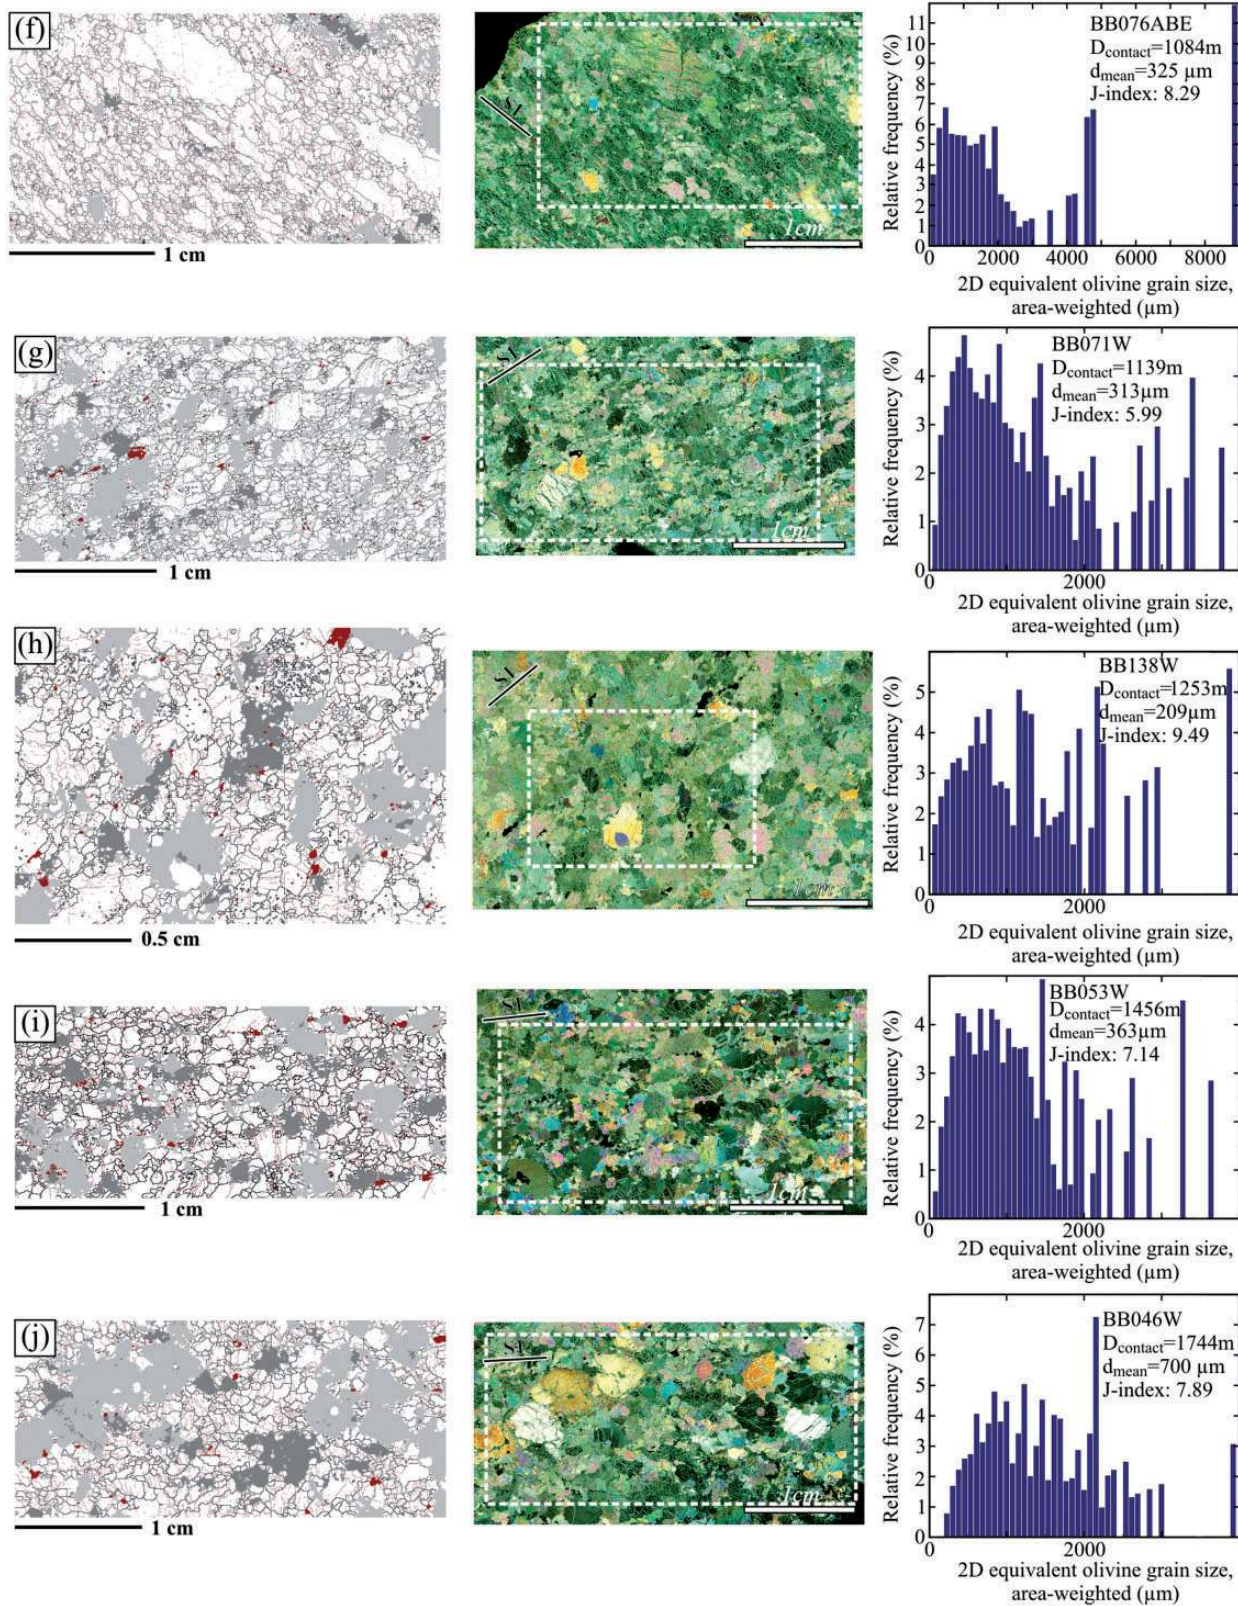 (f)
1 cm
S1
1cm
Relative frequency (%)
11
10
9
8
7
6
5
4
3
2
1
0
BB076ABE
Dcontact=1084m
dmean=325 µm
J-index: 8.29
0 2000 4000 6000 8000
2D equivalent olivine grain size,
area-weighted (µm)
(g)
1 cm
S1
1cm
Relative frequency (%)
4
3
2
1
0
BB071W
Dcontact=1139m
dmean=313µm
J-index: 5.99
0 2000
2D equivalent olivine grain size,
area-weighted (µm)
(h)
0.5 cm
S1
1cm
Relative frequency (%)
5
4
3
2
1
0
BB138W
Dcontact=1253m
dmean=209µm
J-index: 9.49
0 2000
2D equivalent olivine grain size,
area-weighted (µm)
(i)
1 cm
S1
1cm
Relative frequency (%)
4
3
2
1
0
BB053W
Dcontact=1456m
dmean=363µm
J-index: 7.14
0 2000
2D equivalent olivine grain size,
area-weighted (µm)
(j)
1 cm
S1
1cm
Relative frequency (%)
7
6
5
4
3
2
1
0
BB046W
Dcontact=1744m
dmean=700 µm
J-index: 7.89
0 2000
2D equivalent olivine grain size,
area-weighted (µm)